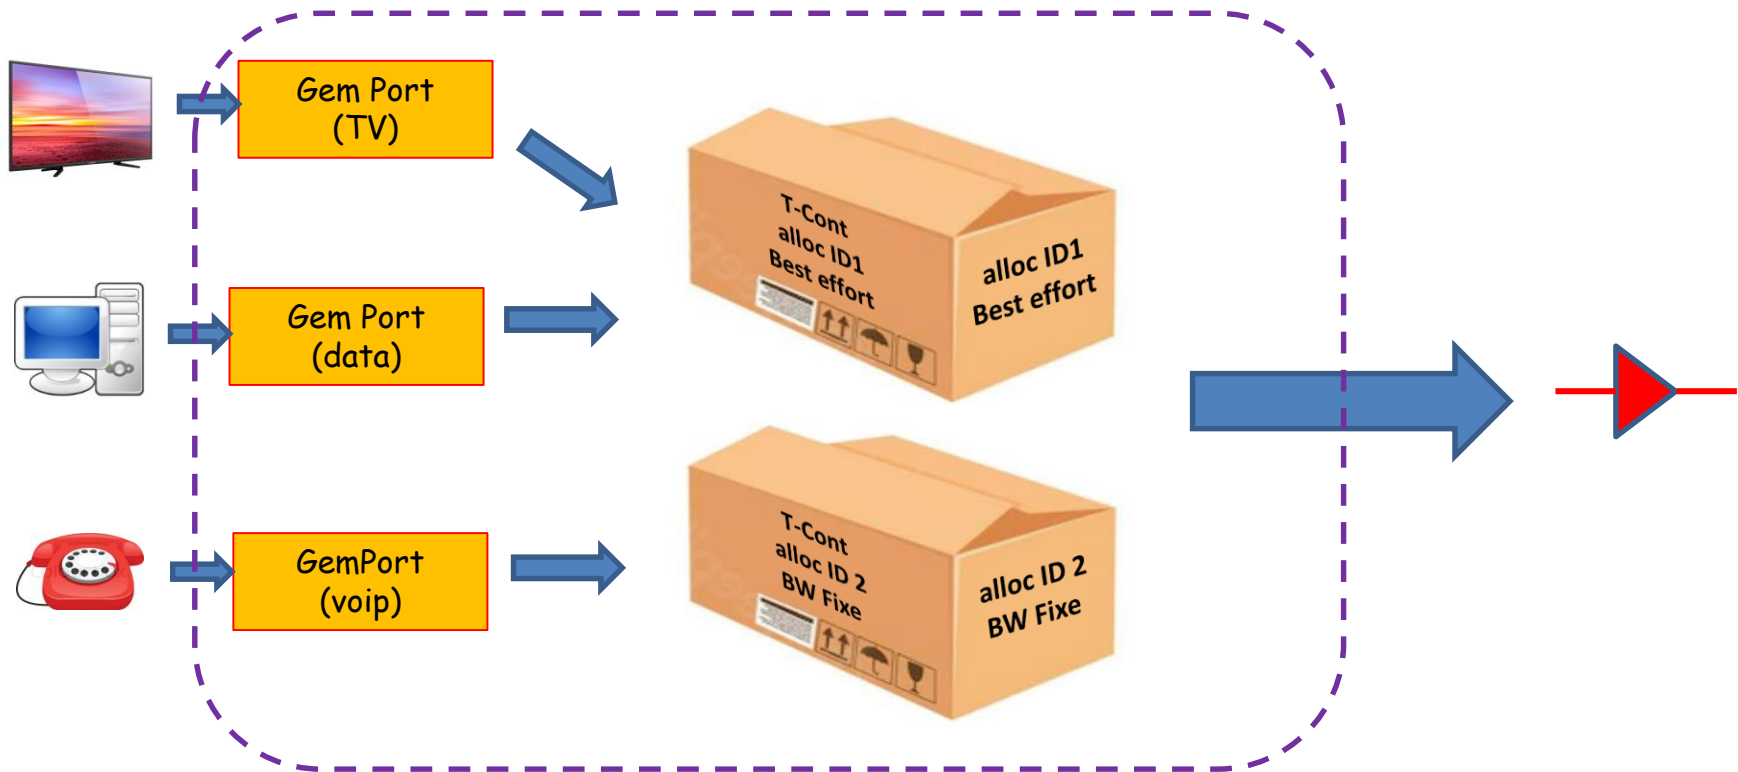 Gem Port
(TV)
T-Cont
alloc ID1
Best effort
alloc ID1
Best effort
Gem Port
(data)
GemPort
(voip)
T-Cont
alloc ID 2
BW Fixe
alloc ID 2
BW Fixe